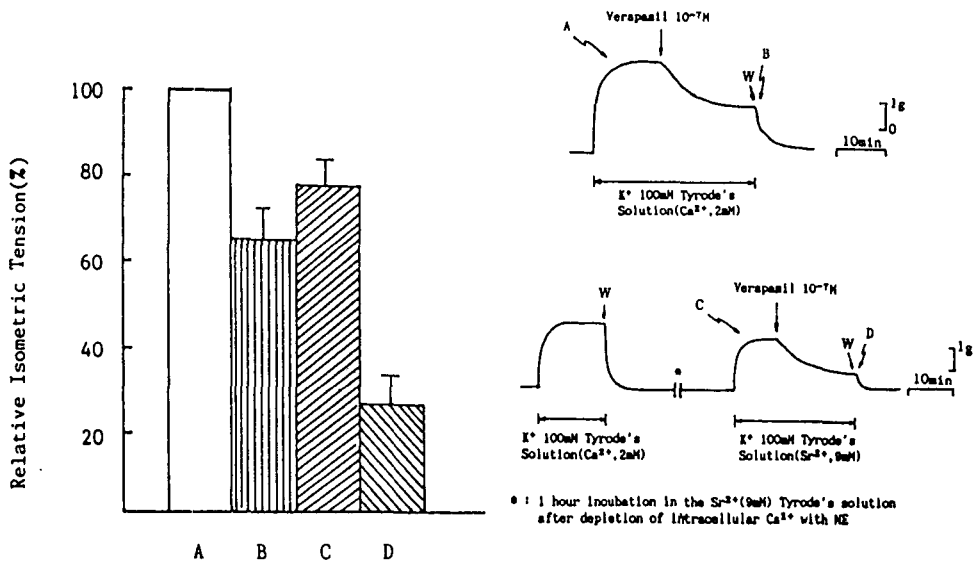 Relative Isometric Tension(%)
100
80
60
40
20
A
B
C
D
Verapamil 10⁻⁷M
A
B
W
1g
0
10min
K⁺ 100mM Tyrode's
Solution(Ca²⁺,2mM)
Verapamil 10⁻⁷M
W
C
*
W
D
1g
10min
K⁺ 100mM Tyrode's
Solution(Ca²⁺,2mM)
K⁺ 100mM Tyrode's
Solution(Sr²⁺,9mM)
* : 1 hour incubation in the Sr²⁺(9mM) Tyrode's solution
after depletion of intracellular Ca²⁺ with NE